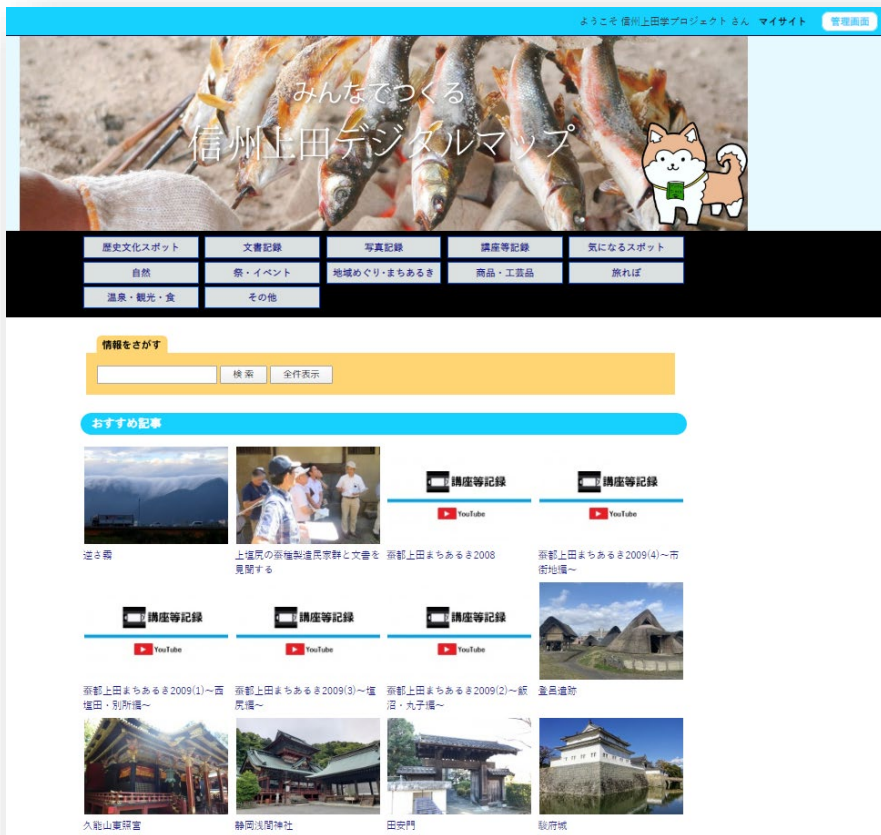 ようこそ 信州上田学プロジェクト さん マイサイト 管理画面
みんなでつくる
信州上田デジタルマップ
歴史文化スポット 文書記録 写真記録 講座等記録 気になるスポット
自然 祭・イベント 地域めぐり・まちあるき 商品・工芸品 旅れぽ
温泉・観光・食 その他
情報をさがす
検 索 全件表示
おすすめ記事
講座等記録 講座等記録
YouTube YouTube
逆さ霧 上塩尻の蚕種製造民家群と文書を 蚕都上田まちあるき2008 蚕都上田まちあるき2009(4)～市
見聞する 街地編～
講座等記録 講座等記録 講座等記録
YouTube YouTube YouTube
蚕都上田まちあるき2009(1)～西 蚕都上田まちあるき2009(3)～塩 蚕都上田まちあるき2009(2)～飯 登呂遺跡
塩田・別所編～ 尻編～ 沼・丸子編～
久能山東照宮 静岡浅間神社 田安門 駿府城